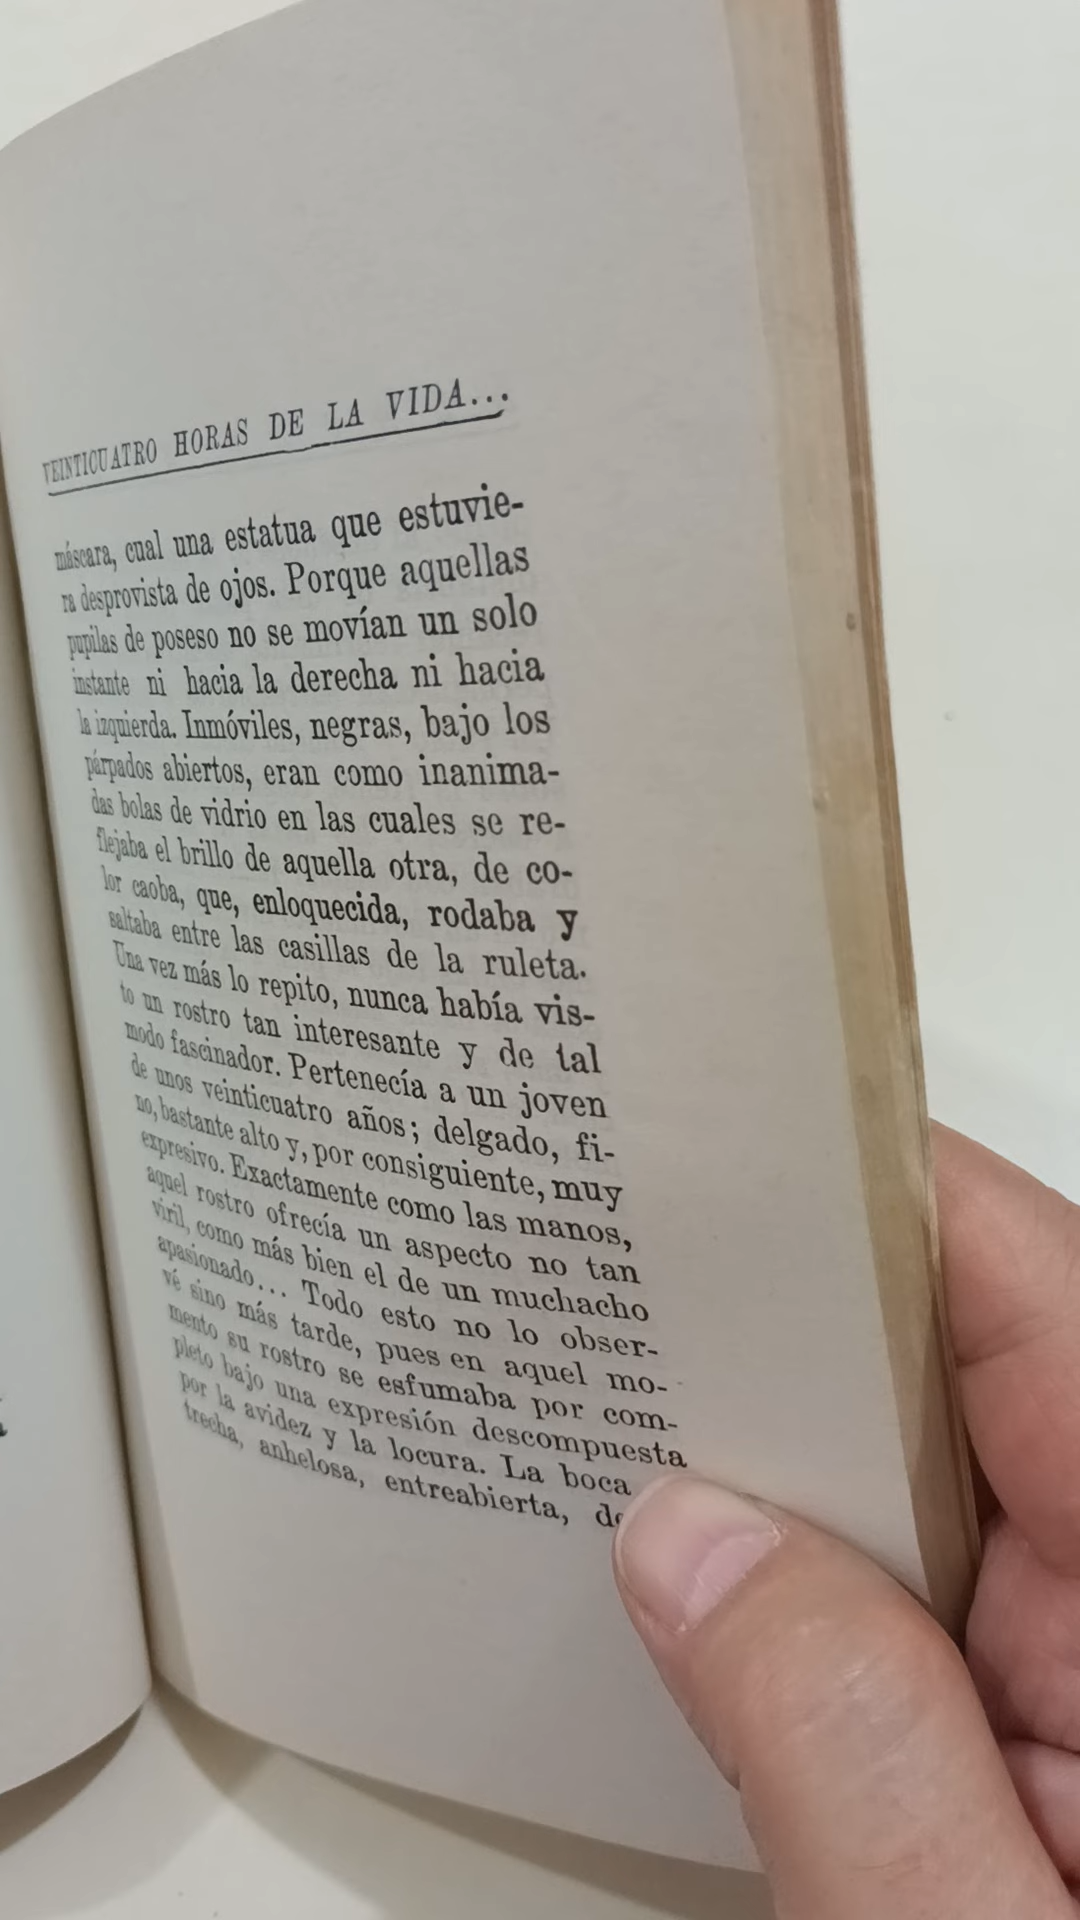 VEINTICUATRO HORAS DE LA VIDA...
máscara, cual una estatua que estuvie-
ra desprovista de ojos. Porque aquellas
pupilas de poseso no se movían un solo
instante ni hacia la derecha ni hacia
la izquierda. Inmóviles, negras, bajo los
párpados abiertos, eran como inanima-
das bolas de vidrio en las cuales se re-
flejaba el brillo de aquella otra, de co-
lor caoba, que, enloquecida, rodaba y
saltaba entre las casillas de la ruleta.
Una vez más lo repito, nunca había vis-
to un rostro tan interesante y de tal
modo fascinador. Pertenecía a un joven
de unos veinticuatro años; delgado, fi-
no, bastante alto y, por consiguiente, muy
expresivo. Exactamente como las manos,
aquel rostro ofrecía un aspecto no tan
viril, como más bien el de un muchacho
apasionado... Todo esto no lo obser-
vé sino más tarde, pues en aquel mo-
mento su rostro se esfumaba por com-
pleto bajo una expresión descompuesta
por la avidez y la locura. La boca
trecha, anhelosa, entreabierta,